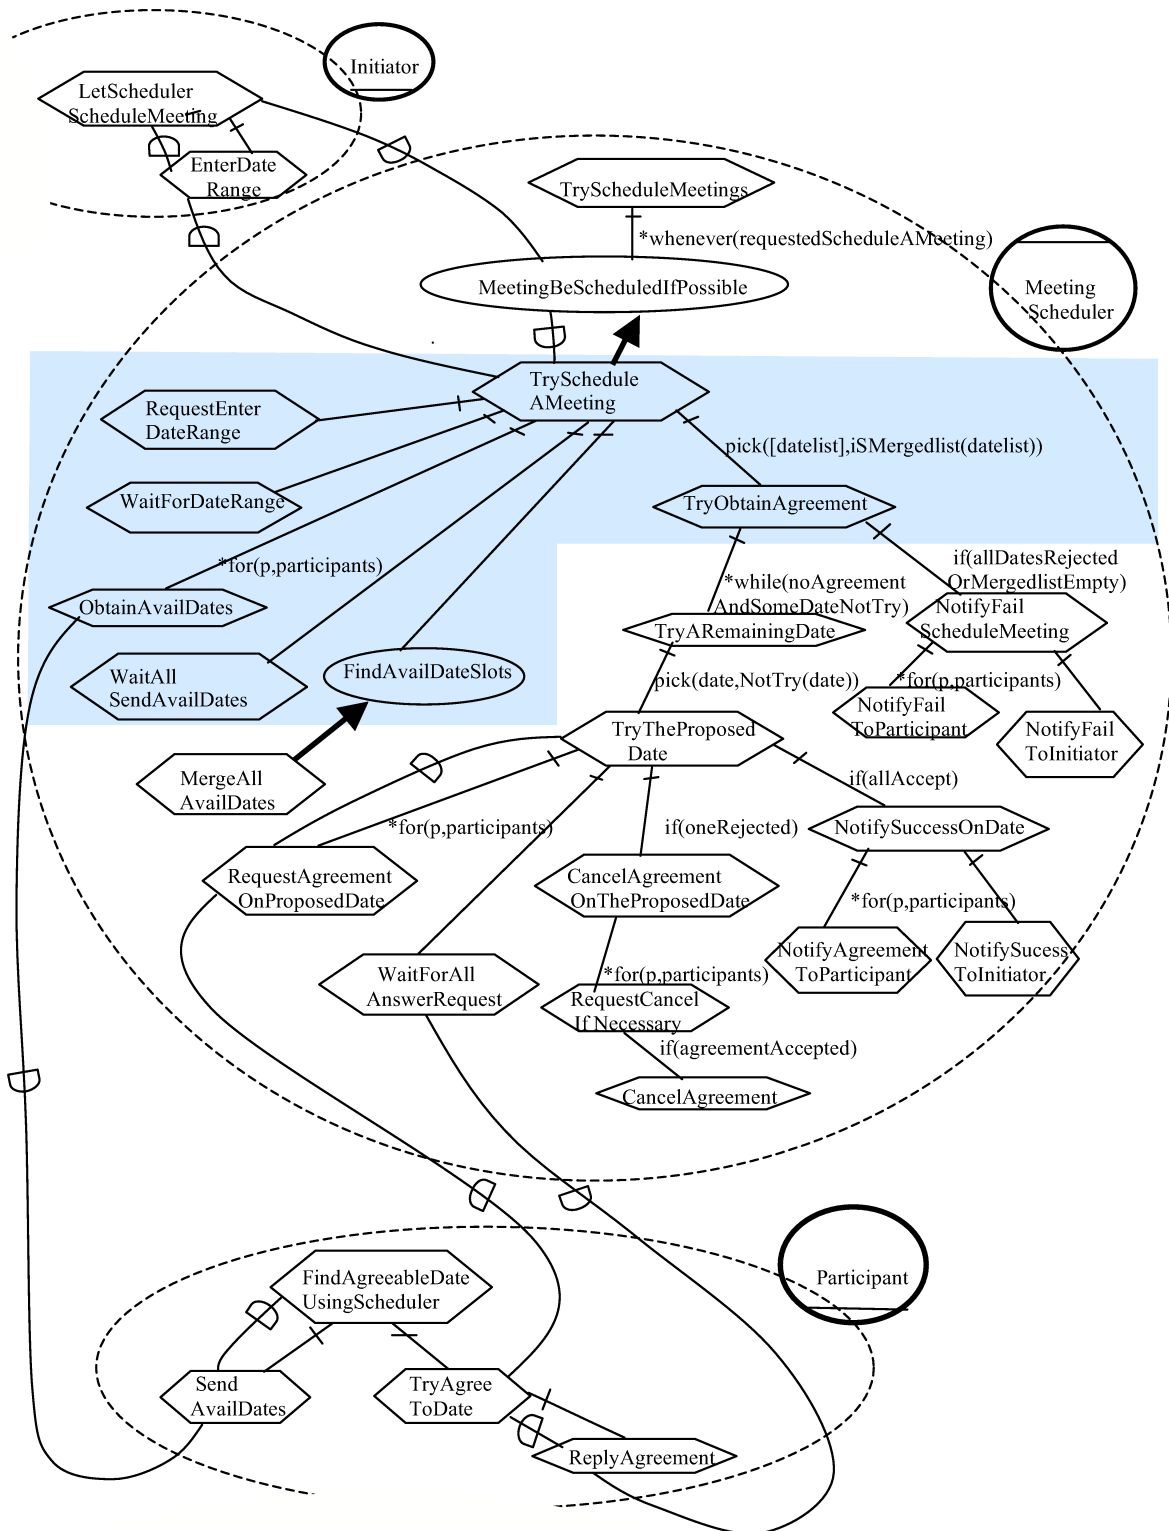 Initiator
LetScheduler
ScheduleMeeting
EnterDate
Range
TryScheduleMeetings
*whenever(requestedScheduleAMeeting)
MeetingBeScheduledIfPossible
Meeting
Scheduler
TrySchedule
AMeeting
RequestEnter
DateRange
pick([datelist],iSMergedlist(datelist))
WaitForDateRange
TryObtainAgreement
*for(p,participants)
if(allDatesRejected
OrMergedlistEmpty)
*while(noAgreement
AndSomeDateNotTry)
ObtainAvailDates
NotifyFail
ScheduleMeeting
TryARemainingDate
WaitAll
SendAvailDates
FindAvailDateSlots
pick(date,NotTry(date))
*for(p,participants)
NotifyFail
ToParticipant
NotifyFail
ToInitiator
TryTheProposed
Date
MergeAll
AvailDates
if(allAccept)
*for(p,participants)
if(oneRejected)
NotifySuccessOnDate
RequestAgreement
OnProposedDate
CancelAgreement
OnTheProposedDate
*for(p,participants)
NotifyAgreement
ToParticipant
NotifySucess
ToInitiator
WaitForAll
AnswerRequest
*for(p,participants)
RequestCancel
If Necessary
if(agreementAccepted)
CancelAgreement
Participant
FindAgreeableDate
UsingScheduler
Send
AvailDates
TryAgree
ToDate
ReplyAgreement